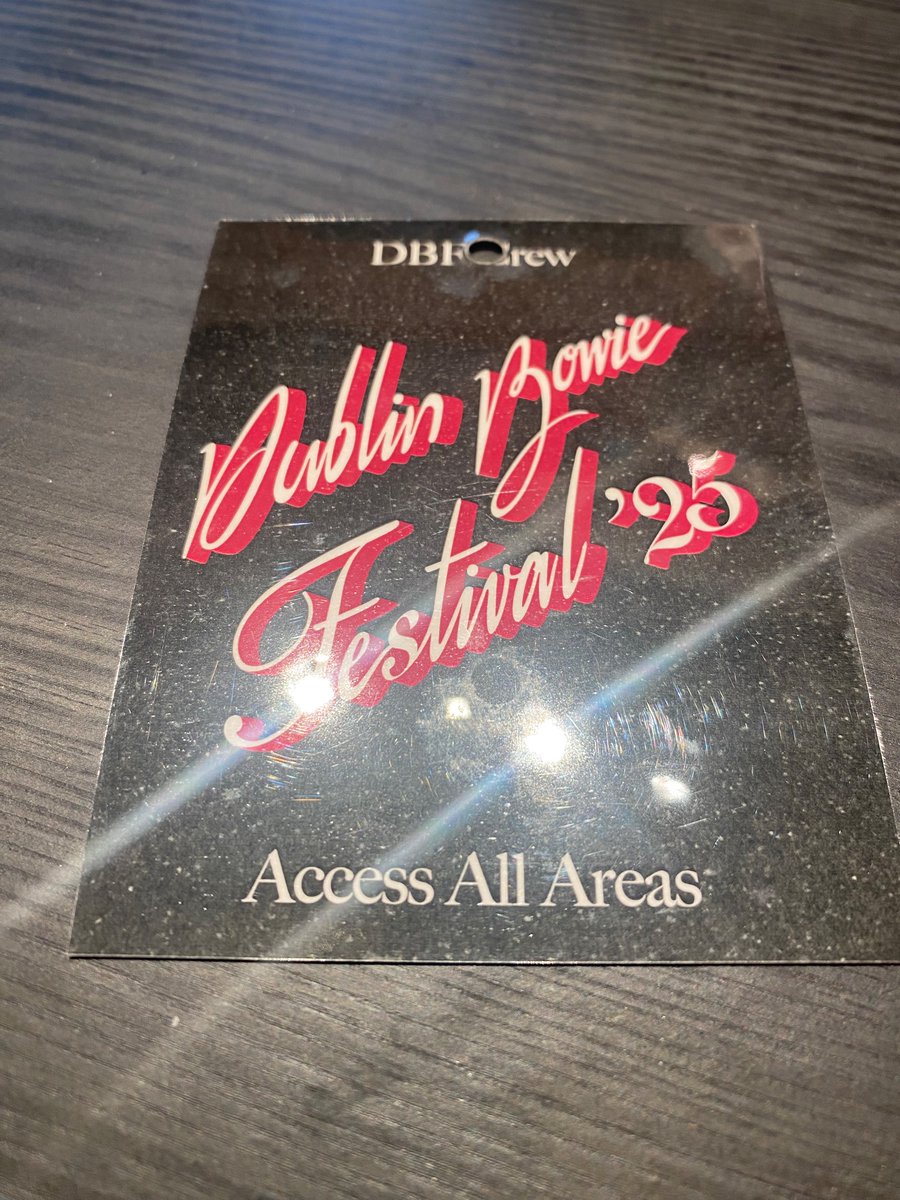 DBF Crew
Dublin Bowie
Festival '25
Access All Areas